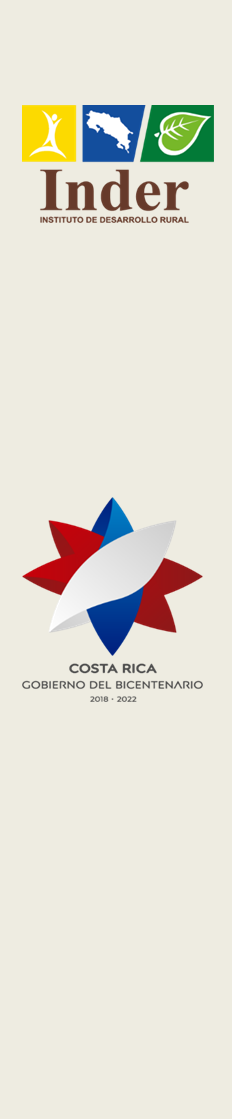 Inder
INSTITUTO DE DESARROLLO RURAL
COSTA RICA
GOBIERNO DEL BICENTENARIO
2018 · 2022